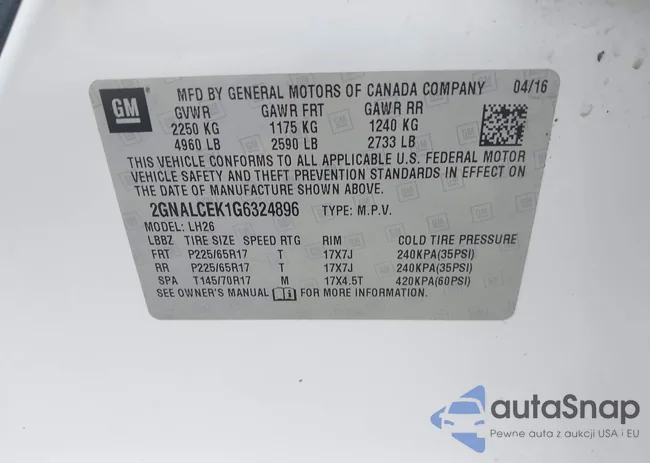 GM
MFD BY GENERAL MOTORS OF CANADA COMPANY 04/16
GVWR GAWR FRT GAWR RR
2250 KG 1175 KG 1240 KG
4960 LB 2590 LB 2733 LB
THIS VEHICLE CONFORMS TO ALL APPLICABLE U.S. FEDERAL MOTOR
VEHICLE SAFETY AND THEFT PREVENTION STANDARDS IN EFFECT ON
THE DATE OF MANUFACTURE SHOWN ABOVE.
2GNALCEK1G6324896 TYPE: M.P.V.
MODEL: LH26
LBBZ TIRE SIZE SPEED RTG RIM COLD TIRE PRESSURE
FRT P225/65R17 T 17X7J 240KPA(35PSI)
RR P225/65R17 T 17X7J 240KPA(35PSI)
SPA T145/70R17 M 17X4.5T 420KPA(60PSI)
SEE OWNER'S MANUAL FOR MORE INFORMATION.
autaSnap
Pewne auta z aukcji USA i EU